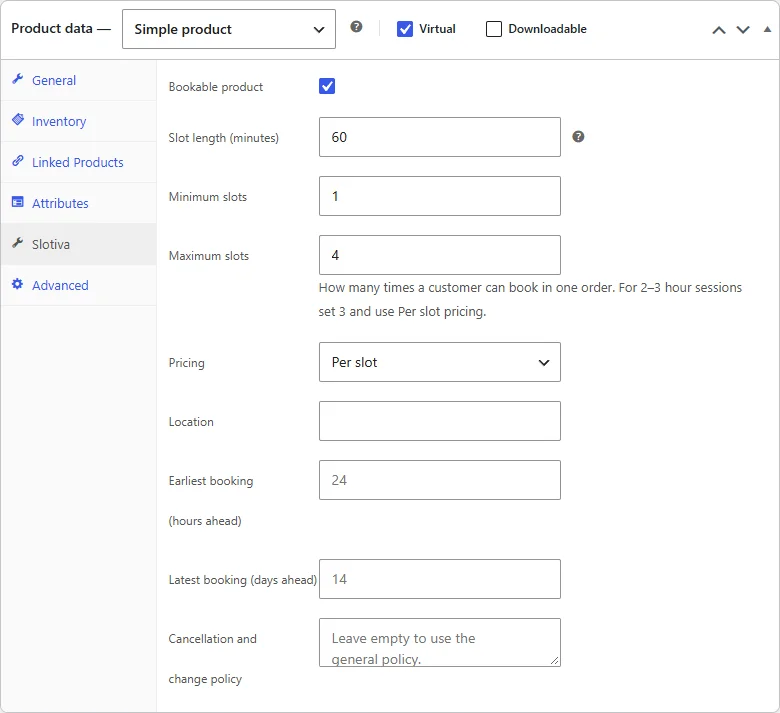 Product data —
Simple product
Virtual
Downloadable
General
Inventory
Linked Products
Attributes
Slotiva
Advanced
Bookable product
Slot length (minutes)
60
Minimum slots
1
Maximum slots
4
How many times a customer can book in one order. For 2–3 hour sessions
set 3 and use Per slot pricing.
Pricing
Per slot
Location
Earliest booking
(hours ahead)
24
Latest booking (days ahead)
14
Cancellation and
change policy
Leave empty to use the
general policy.